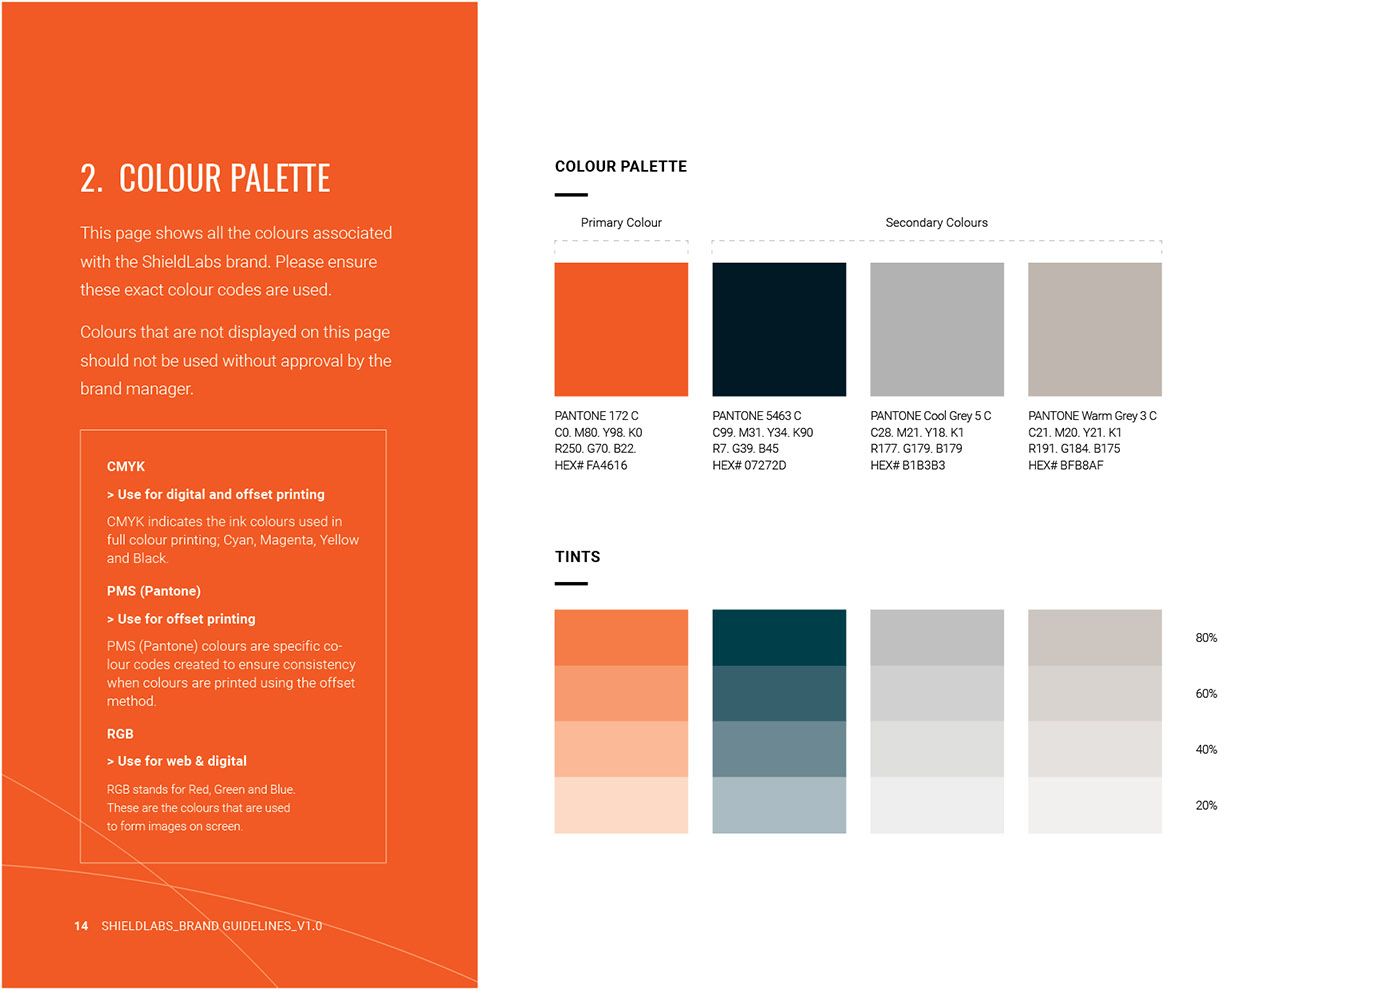 2. COLOUR PALETTE
This page shows all the colours associated
with the ShieldLabs brand. Please ensure
these exact colour codes are used.
Colours that are not displayed on this page
should not be used without approval by the
brand manager.
CMYK
> Use for digital and offset printing
CMYK indicates the ink colours used in
full colour printing; Cyan, Magenta, Yellow
and Black.
PMS (Pantone)
> Use for offset printing
PMS (Pantone) colours are specific co-
lour codes created to ensure consistency
when colours are printed using the offset
method.
RGB
> Use for web & digital
RGB stands for Red, Green and Blue.
These are the colours that are used
to form images on screen.
14 SHIELDLABS_BRAND GUIDELINES_V1.0
COLOUR PALETTE
Primary Colour
Secondary Colours
PANTONE 172 C
C0. M80. Y98. K0
R250. G70. B22.
HEX# FA4616
PANTONE 5463 C
C99. M31. Y34. K90
R7. G39. B45
HEX# 07272D
PANTONE Cool Grey 5 C
C28. M21. Y18. K1
R177. G179. B179
HEX# B1B3B3
PANTONE Warm Grey 3 C
C21. M20. Y21. K1
R191. G184. B175
HEX# BFB8AF
TINTS
80%
60%
40%
20%